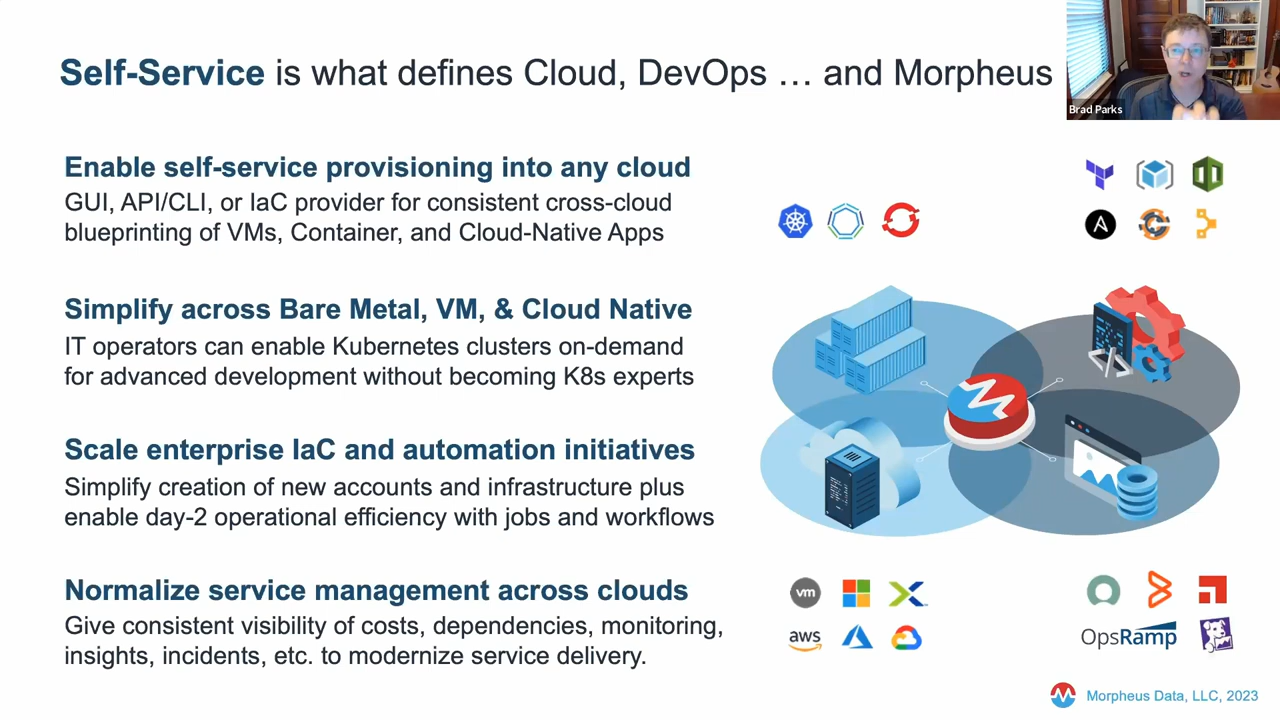 Self-Service is what defines Cloud, DevOps … and Morpheus
Brad Parks
Enable self-service provisioning into any cloud
GUI, API/CLI, or IaC provider for consistent cross-cloud
blueprinting of VMs, Container, and Cloud-Native Apps
Simplify across Bare Metal, VM, & Cloud Native
IT operators can enable Kubernetes clusters on-demand
for advanced development without becoming K8s experts
Scale enterprise IaC and automation initiatives
Simplify creation of new accounts and infrastructure plus
enable day-2 operational efficiency with jobs and workflows
Normalize service management across clouds
Give consistent visibility of costs, dependencies, monitoring,
insights, incidents, etc. to modernize service delivery.
vm
aws
OpsRamp
Morpheus Data, LLC, 2023